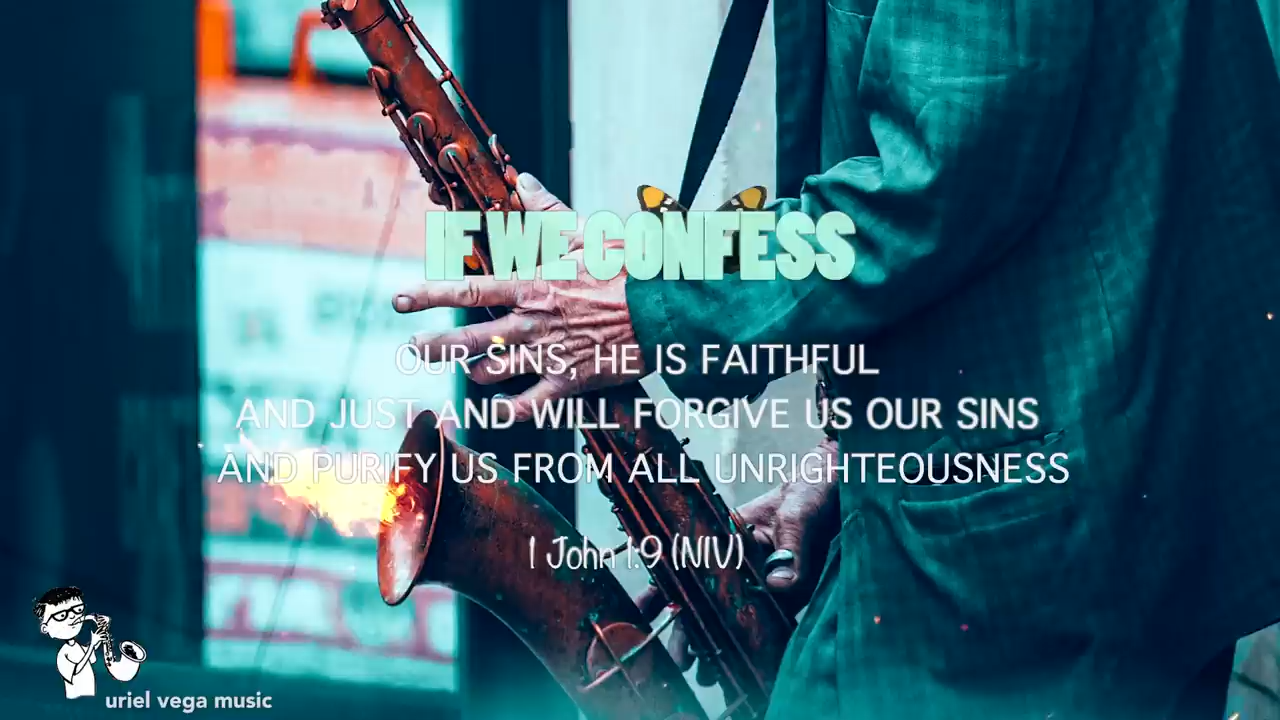 IF WE CONFESS
OUR SINS, HE IS FAITHFUL
AND JUST AND WILL FORGIVE US OUR SINS
AND PURIFY US FROM ALL UNRIGHTEOUSNESS
1 John 1:9 (NIV)
uriel vega music